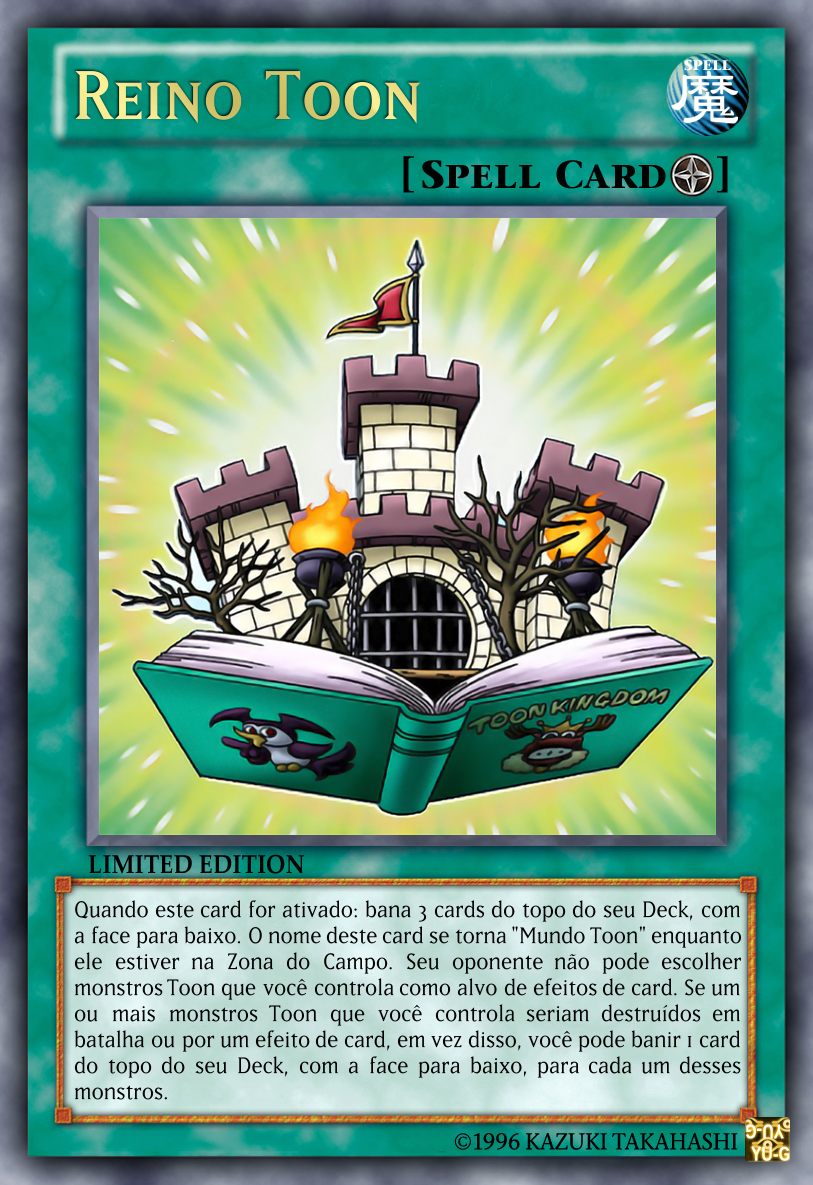 Reino Toon
SPELL
魔
[Spell Card]
TOON KINGDOM
LIMITED EDITION
Quando este card for ativado: bana 3 cards do topo do seu Deck, com
a face para baixo. O nome deste card se torna "Mundo Toon" enquanto
ele estiver na Zona do Campo. Seu oponente não pode escolher
monstros Toon que você controla como alvo de efeitos de card. Se um
ou mais monstros Toon que você controla seriam destruídos em
batalha ou por um efeito de card, em vez disso, você pode banir 1 card
do topo do seu Deck, com a face para baixo, para cada um desses
monstros.
©1996 KAZUKI TAKAHASHI